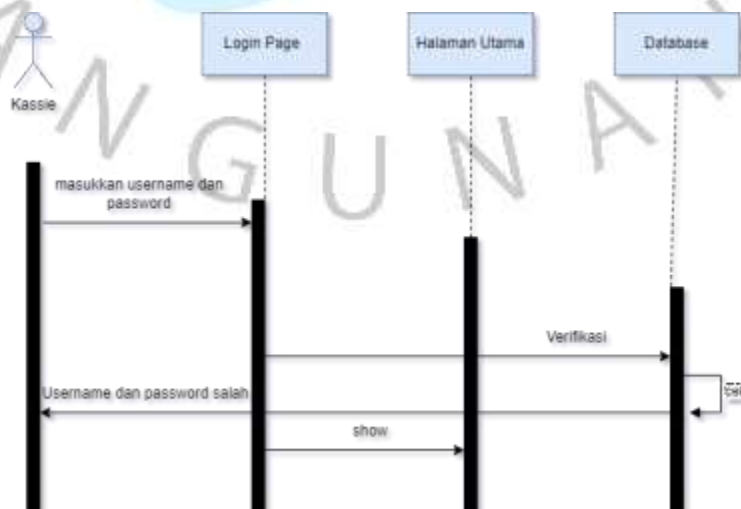 Login Page
Halaman Utama
Database
Kassie
masukkan username dan
password
Verifikasi
Username dan password salah
show